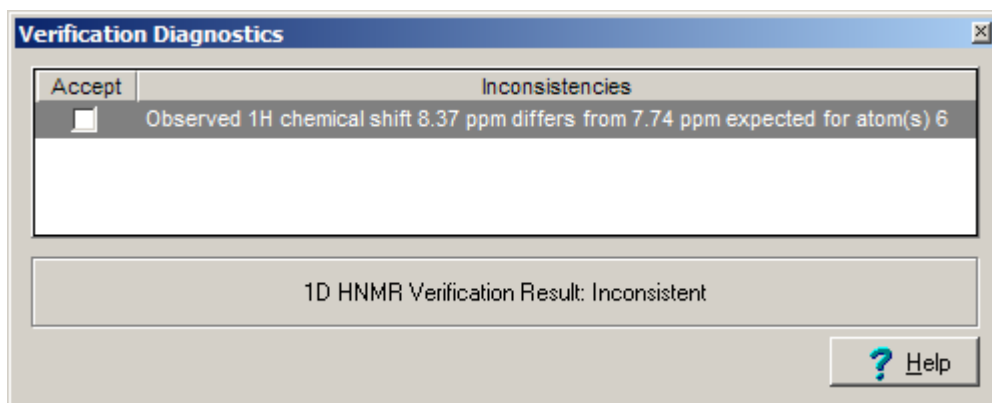 Verification Diagnostics
Accept Inconsistencies
Observed 1H chemical shift 8.37 ppm differs from 7.74 ppm expected for atom(s) 6
1D HNMR Verification Result: Inconsistent
? Help